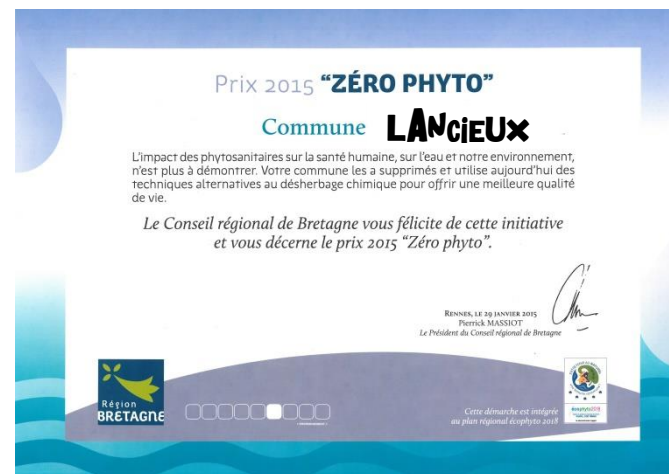 Prix 2015 “ZÉRO PHYTO”
Commune LANCiEUX
L'impact des phytosanitaires sur la santé humaine, sur l'eau et notre environnement,
n'est plus à démontrer. Votre commune les a supprimés et utilise aujourd'hui des
techniques alternatives au désherbage chimique pour offrir une meilleure qualité
de vie.
Le Conseil régional de Bretagne vous félicite de cette initiative
et vous décerne le prix 2015 “Zéro phyto”.
RENNES, LE 29 JANVIER 2015
Pierrick MASSIOT
Le Président du Conseil régional de Bretagne
Région
BRETAGNE
Cette démarche est intégrée
au plan régional écophyto 2018
écophyto2018